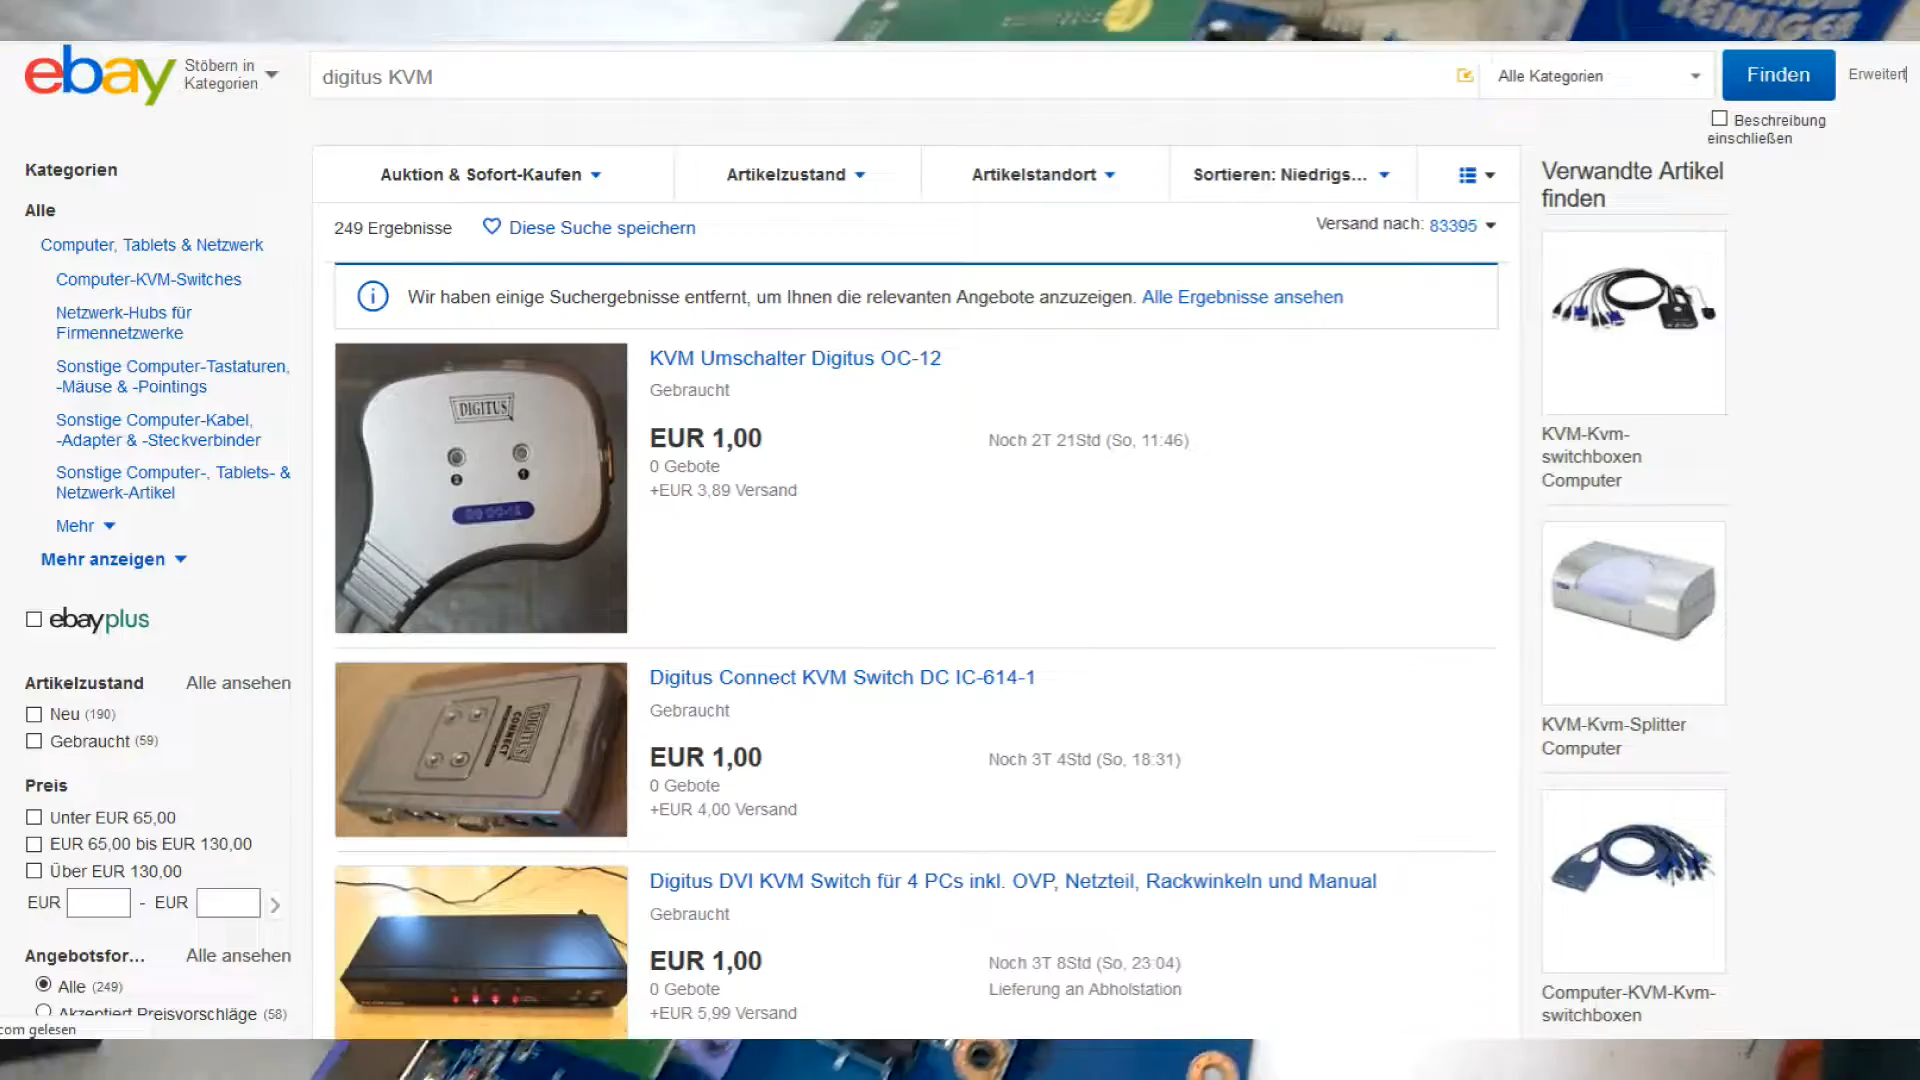 REINIGER
ebay
Stöbern in
Kategorien
digitus KVM
Alle Kategorien
Finden
Erweitert
Beschreibung
einschließen
Kategorien
Alle
Computer, Tablets & Netzwerk
Computer-KVM-Switches
Netzwerk-Hubs für
Firmennetzwerke
Sonstige Computer-Tastaturen,
-Mäuse & -Pointings
Sonstige Computer-Kabel,
-Adapter & -Steckverbinder
Sonstige Computer-, Tablets- &
Netzwerk-Artikel
Mehr
Mehr anzeigen
ebayplus
Artikelzustand
Alle ansehen
Neu (190)
Gebraucht (59)
Preis
Unter EUR 65,00
EUR 65,00 bis EUR 130,00
Über EUR 130,00
EUR - EUR
Angebotsfor...
Alle ansehen
Alle (249)
Akzeptiert Preisvorschläge (58)
com gelesen
Auktion & Sofort-Kaufen
Artikelzustand
Artikelstandort
Sortieren: Niedrigs...
249 Ergebnisse
Diese Suche speichern
Versand nach: 83395
Wir haben einige Suchergebnisse entfernt, um Ihnen die relevanten Angebote anzuzeigen. Alle Ergebnisse ansehen
DIGITUS
2
1
KVM Umschalter Digitus OC-12
Gebraucht
EUR 1,00
Noch 2T 21Std (So, 11:46)
0 Gebote
+EUR 3,89 Versand
DIGITUS
CONNECT
Digitus Connect KVM Switch DC IC-614-1
Gebraucht
EUR 1,00
Noch 3T 4Std (So, 18:31)
0 Gebote
+EUR 4,00 Versand
Digitus DVI KVM Switch für 4 PCs inkl. OVP, Netzteil, Rackwinkeln und Manual
Gebraucht
EUR 1,00
Noch 3T 8Std (So, 23:04)
0 Gebote
Lieferung an Abholstation
+EUR 5,99 Versand
Verwandte Artikel
finden
KVM-Kvm-
switchboxen
Computer
KVM-Kvm-Splitter
Computer
Computer-KVM-Kvm-
switchboxen